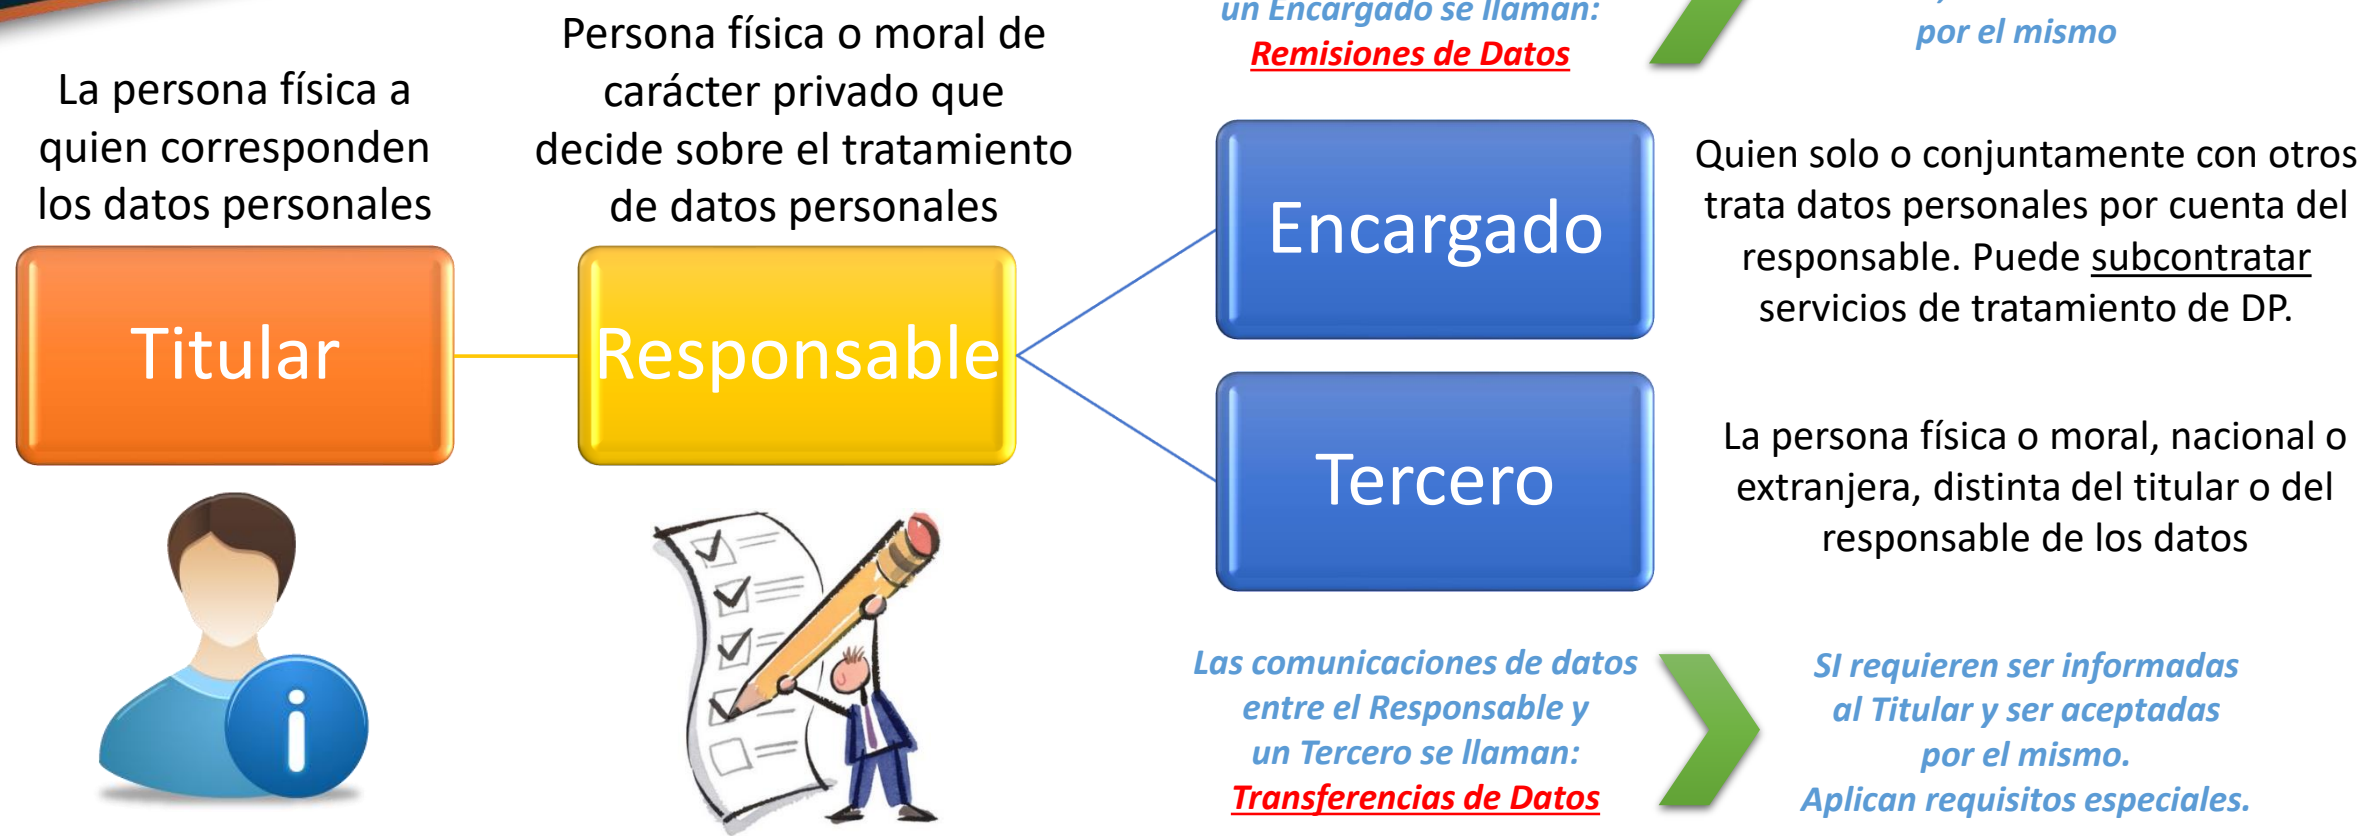 La persona física a
quien corresponden
los datos personales
Titular
Persona física o moral de
carácter privado que
decide sobre el tratamiento
de datos personales
Responsable
un Encargado se llaman:
Remisiones de Datos
por el mismo
Encargado
Quien solo o conjuntamente con otros
trata datos personales por cuenta del
responsable. Puede subcontratar
servicios de tratamiento de DP.
Tercero
La persona física o moral, nacional o
extranjera, distinta del titular o del
responsable de los datos
Las comunicaciones de datos
entre el Responsable y
un Tercero se llaman:
Transferencias de Datos
SI requieren ser informadas
al Titular y ser aceptadas
por el mismo.
Aplican requisitos especiales.